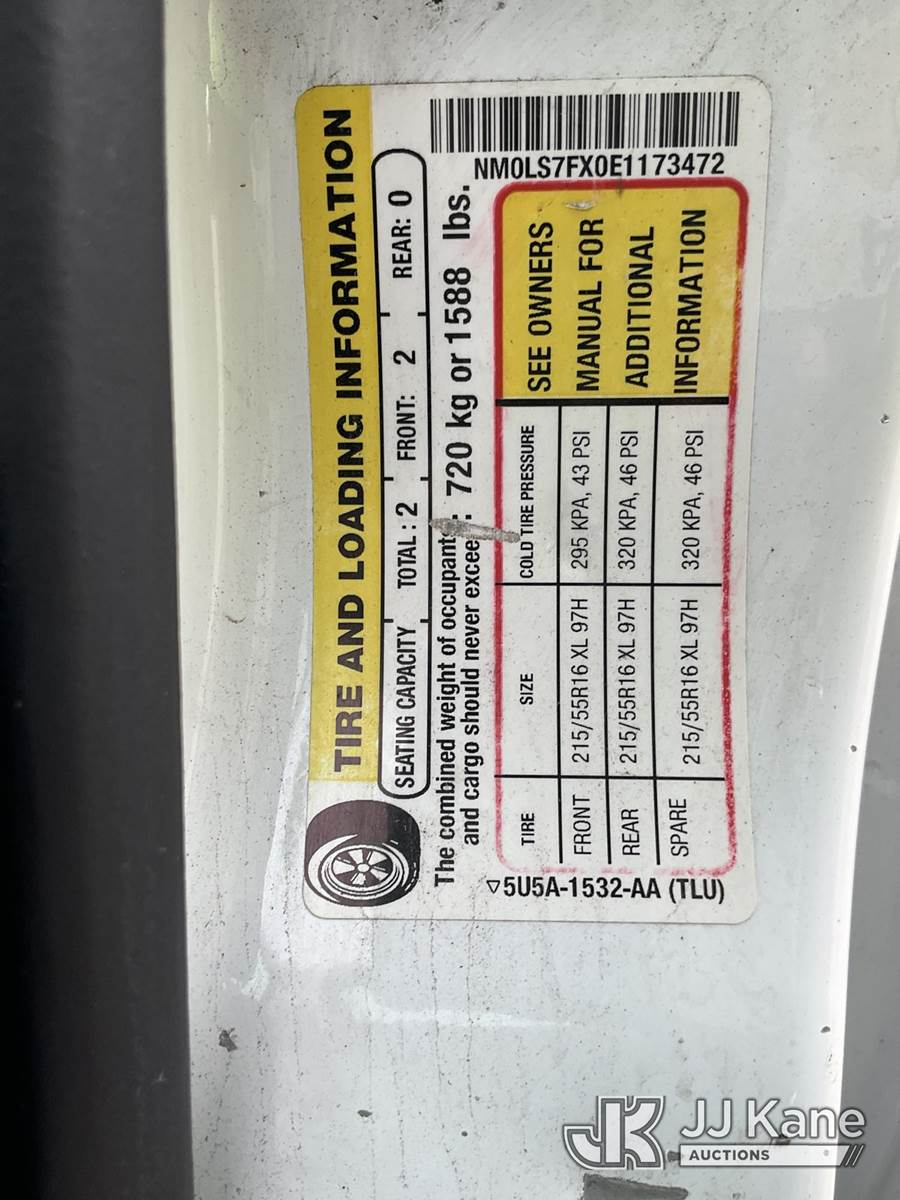 TIRE AND LOADING INFORMATION
SEATING CAPACITY TOTAL : 2 FRONT: 2 REAR: 0
The combined weight of occupants and cargo should never exceed : 720 kg or 1588 lbs.
TIRE SIZE COLD TIRE PRESSURE
FRONT 215/55R16 XL 97H 295 KPA, 43 PSI
REAR 215/55R16 XL 97H 320 KPA, 46 PSI
SPARE 215/55R16 XL 97H 320 KPA, 46 PSI
SEE OWNERS
MANUAL FOR
ADDITIONAL
INFORMATION
5U5A-1532-AA (TLU)
NM0LS7FX0E1173472
JK JJ Kane
AUCTIONS